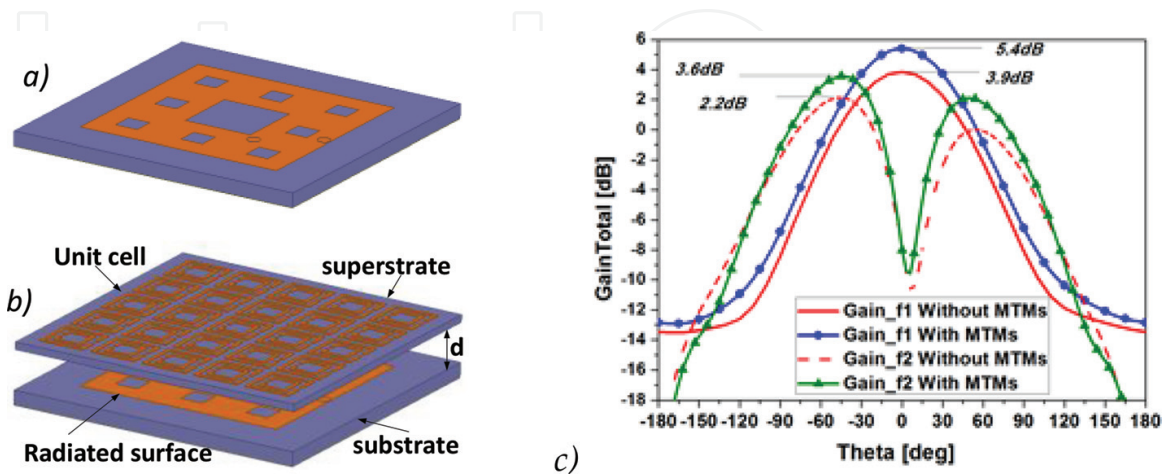 a)
b)
Unit cell
superstrate
d
Radiated surface
substrate
c)
GainTotal [dB]
6
4
2
0
-2
-4
-6
-8
-10
-12
-14
-16
-18
3.6dB
2.2dB
5.4dB
3.9dB
Gain_f1 Without MTMs
Gain_f1 With MTMs
Gain_f2 Without MTMs
Gain_f2 With MTMs
-180 -150 -120 -90 -60 -30 0 30 60 90 120 150 180
Theta [deg]